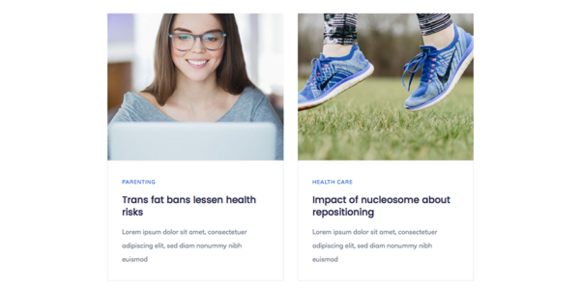 PARENTING
Trans fat bans lessen health
risks
Lorem ipsum dolor sit amet, consectetuer
adipiscing elit, sed diam nonummy nibh
euismod
HEALTH CARE
Impact of nucleosome about
repositioning
Lorem ipsum dolor sit amet, consectetuer
adipiscing elit, sed diam nonummy nibh
euismod